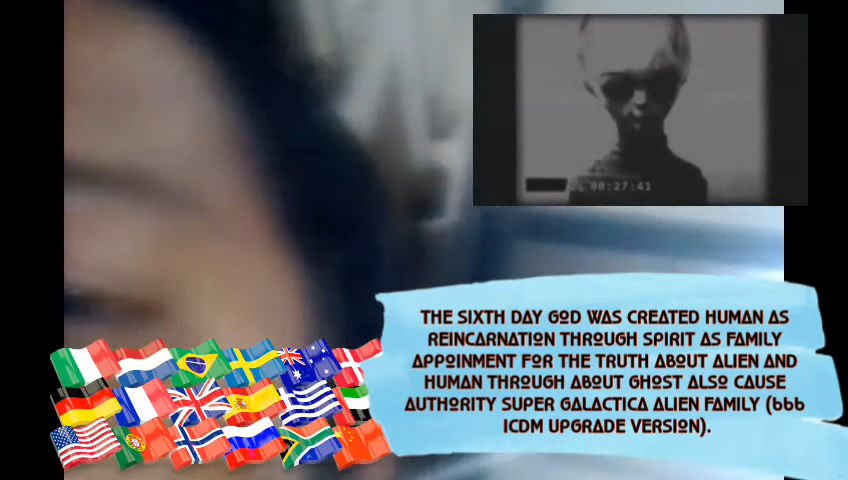 00:27:41
THE SIXTH DAY GOD WAS CREATED HUMAN AS
REINCARNATION THROUGH SPIRIT AS FAMILY
APPOINMENT FOR THE TRUTH ABOUT ALIEN AND
HUMAN THROUGH ABOUT GHOST ALSO CAUSE
AUTHORITY SUPER GALACTICA ALIEN FAMILY (666
ICDM UPGRADE VERSION).